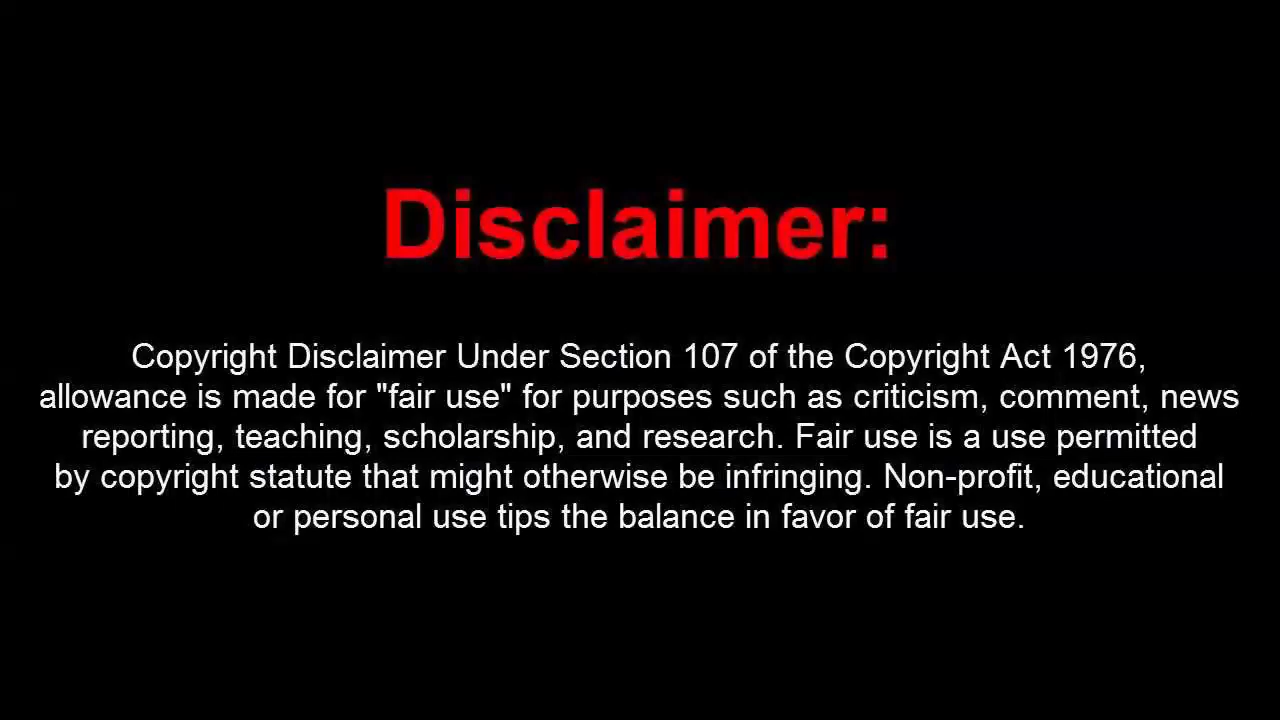 Disclaimer:
Copyright Disclaimer Under Section 107 of the Copyright Act 1976,
allowance is made for "fair use" for purposes such as criticism, comment, news
reporting, teaching, scholarship, and research. Fair use is a use permitted
by copyright statute that might otherwise be infringing. Non-profit, educational
or personal use tips the balance in favor of fair use.